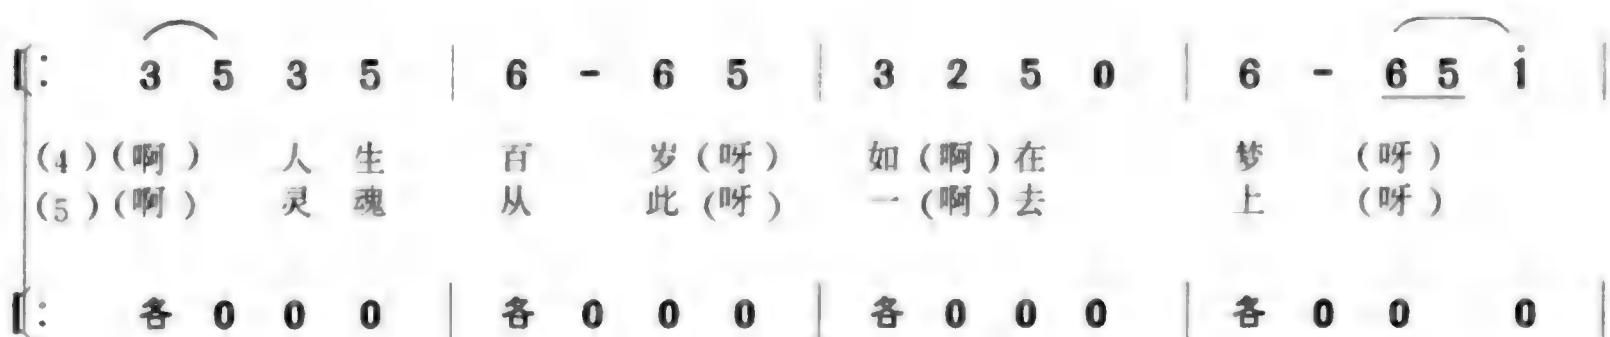 𝄆: 3 5 3 5 | 6 - 6 5 | 3 2 5 0 | 6 - 6 5 i |
(4)(啊) 人 生 百 岁(呀) 如(啊)在 梦 (呀)
(5)(啊) 灵 魂 从 此(呀) 一(啊)去 上 (呀)
𝄆: 各 0 0 0 | 各 0 0 0 | 各 0 0 0 | 各 0 0 0